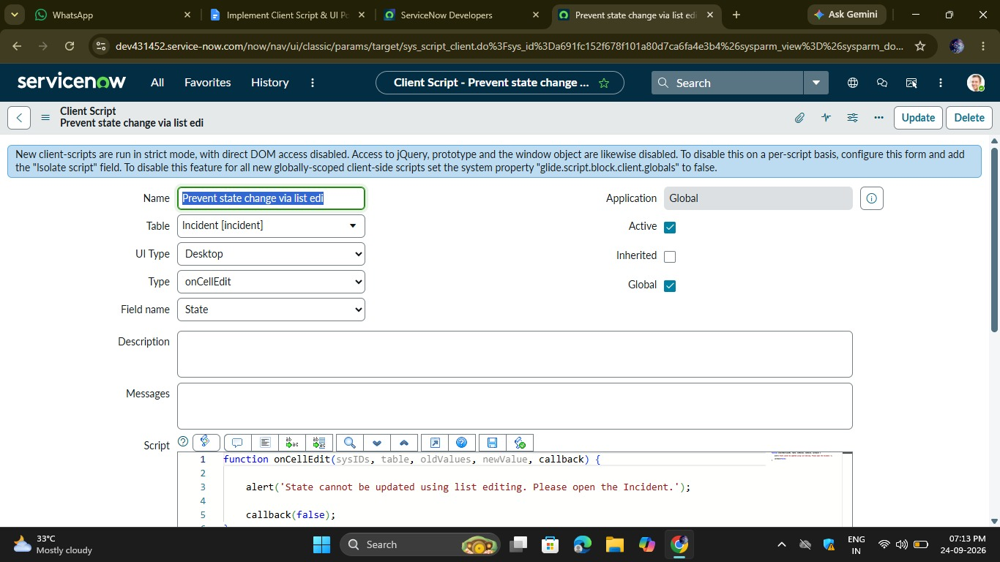 WhatsApp
Implement Client Script & UI Po
ServiceNow Developers
Prevent state change via list edi
Ask Gemini
dev431452.service-now.com/now/nav/ui/classic/params/target/sys_script_client.do%3Fsys_id%3Da691fc152f678f101a80d7ca6fa4e3b4%26sysparm_view%3D%26sysparm_do...
servicenow
All
Favorites
History
Client Script - Prevent state change ...
Search
Client Script
Prevent state change via list edi
Update
Delete
New client-scripts are run in strict mode, with direct DOM access disabled. Access to jQuery, prototype and the window object are likewise disabled. To disable this on a per-script basis, configure this form and add
the "Isolate script" field. To disable this feature for all new globally-scoped client-side scripts set the system property "glide.script.block.client.globals" to false.
Name
Prevent state change via list edi
Application
Global
Table
Incident [incident]
Active
UI Type
Desktop
Inherited
Type
onCellEdit
Global
Field name
State
Description
Messages
Script
1 function onCellEdit(sysIDs, table, oldValues, newValue, callback) {
2
3 alert('State cannot be updated using list editing. Please open the Incident.');
4
5 callback(false);
33°C
Mostly cloudy
Search
ENG
IN
07:13 PM
24-09-2026